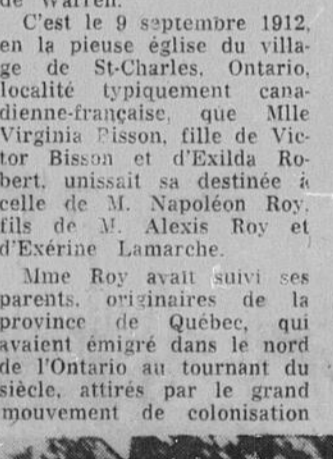 de Warren.
C'est le 9 septembre 1912,
en la pieuse église du villa-
ge de St-Charles, Ontario,
localité typiquement cana-
dienne-française, que Mlle
Virginia Bisson, fille de Vic-
tor Bisson et d'Exilda Ro-
bert, unissait sa destinée à
celle de M. Napoléon Roy,
fils de M. Alexis Roy et
d'Exérine Lamarche.
Mme Roy avait suivi ses
parents, originaires de la
province de Québec, qui
avaient émigré dans le nord
de l'Ontario au tournant du
siècle, attirés par le grand
mouvement de colonisation